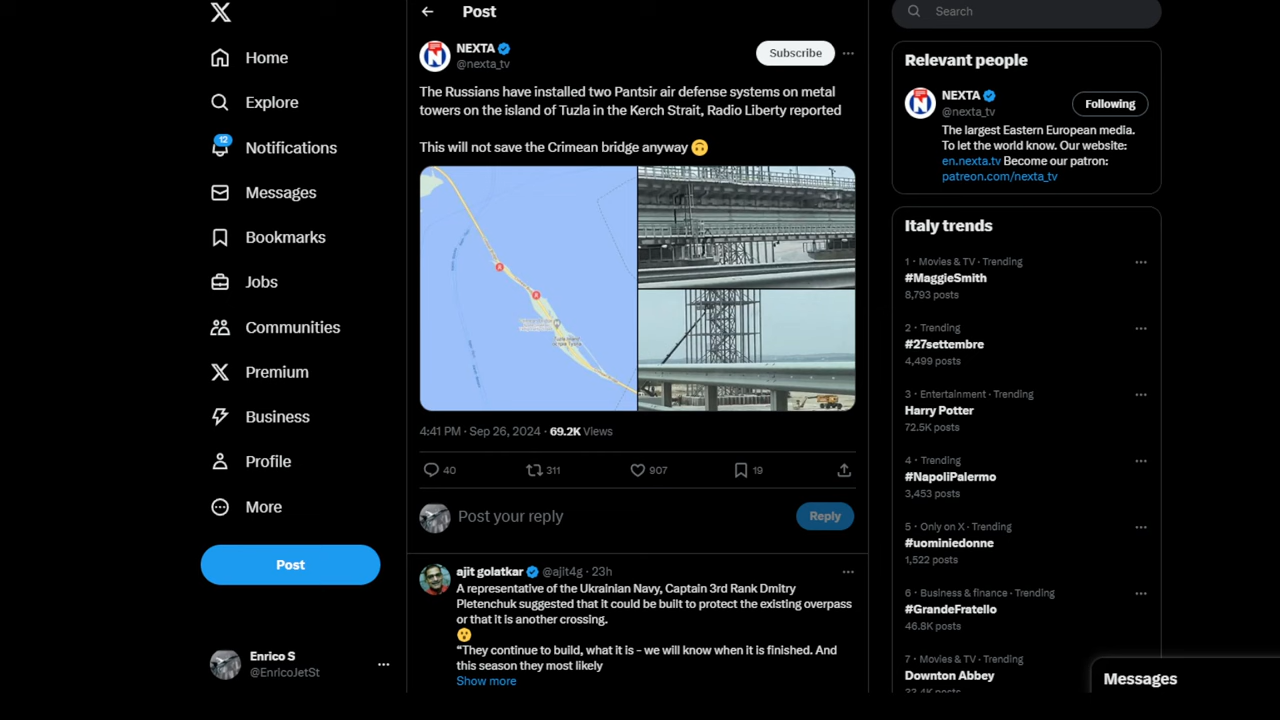 Home
Explore
12
Notifications
Messages
Bookmarks
Jobs
Communities
Premium
Business
Profile
More
Post
Enrico S
@EnricoJetSt
Post
NEXTA
@nexta_tv
Subscribe
The Russians have installed two Pantsir air defense systems on metal
towers on the island of Tuzla in the Kerch Strait, Radio Liberty reported
This will not save the Crimean bridge anyway 🙃
4:41 PM · Sep 26, 2024 · 69.2K Views
40
311
907
19
Post your reply
Reply
ajit golatkar @ajit4g · 23h
A representative of the Ukrainian Navy, Captain 3rd Rank Dmitry
Pletenchuk suggested that it could be built to protect the existing overpass
or that it is another crossing.
😮
“They continue to build, what it is - we will know when it is finished. And
this season they most likely
Show more
Search
Relevant people
NEXTA
@nexta_tv
Following
The largest Eastern European media.
To let the world know. Our website:
en.nexta.tv Become our patron:
patreon.com/nexta_tv
Italy trends
1 · Movies & TV · Trending
#MaggieSmith
8,793 posts
2 · Trending
#27settembre
4,499 posts
3 · Entertainment · Trending
Harry Potter
72.5K posts
4 · Trending
#NapoliPalermo
3,453 posts
5 · Only on X · Trending
#uominiedonne
1,522 posts
6 · Business & finance · Trending
#GrandeFratello
46.8K posts
7 · Movies & TV · Trending
Downton Abbey
Messages